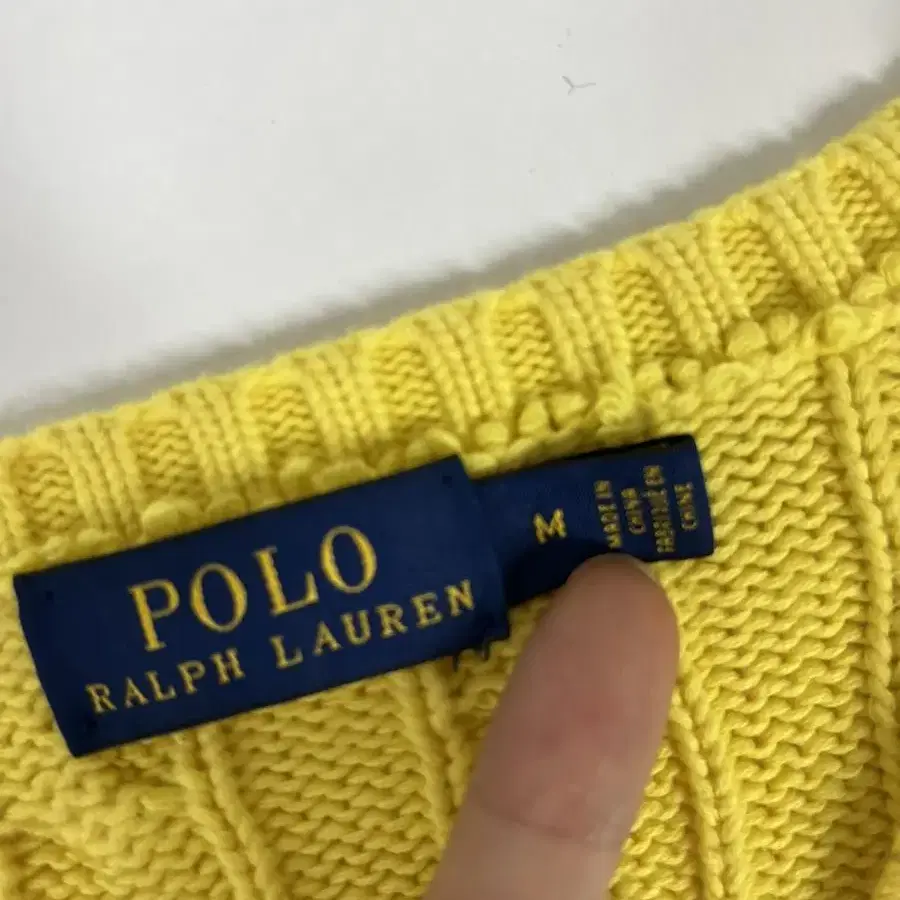 POLO
RALPH LAUREN
M
MADE IN
CHINA
FABRIQUÉ EN
CHINE